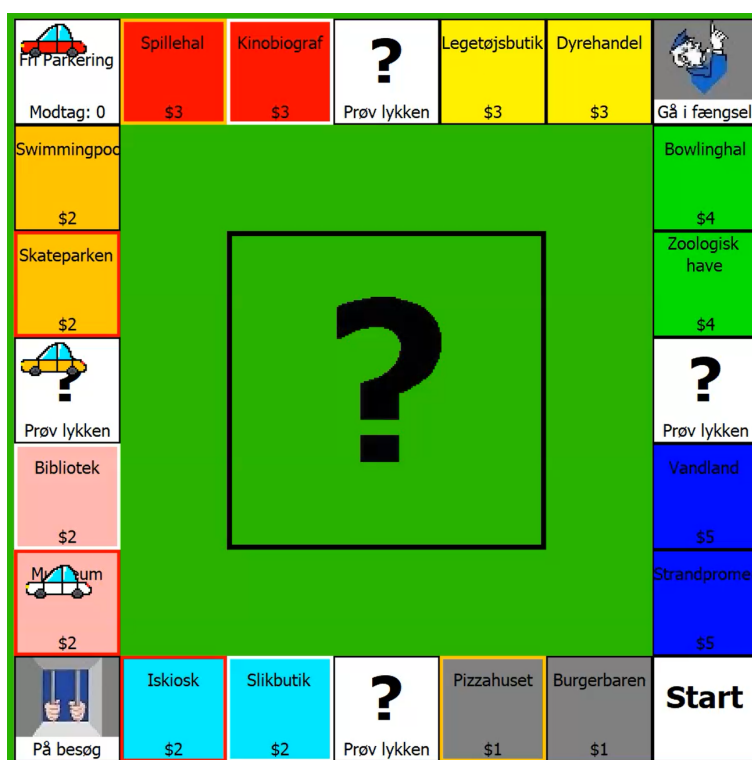 Fri Parkering
Modtag: 0
Spillehal
$3
Kinobiograf
$3
?
Prøv lykken
Legetøjsbutik
$3
Dyrehandel
$3
Gå i fængsel
Swimmingpoo
$2
Bowlinghal
$4
Skateparken
$2
Zoologisk
have
$4
?
Prøv lykken
?
?
Prøv lykken
Bibliotek
$2
Vandland
$5
Museum
$2
Strandprome
$5
På besøg
Iskiosk
$2
Slikbutik
$2
?
Prøv lykken
Pizzahuset
$1
Burgerbaren
$1
Start